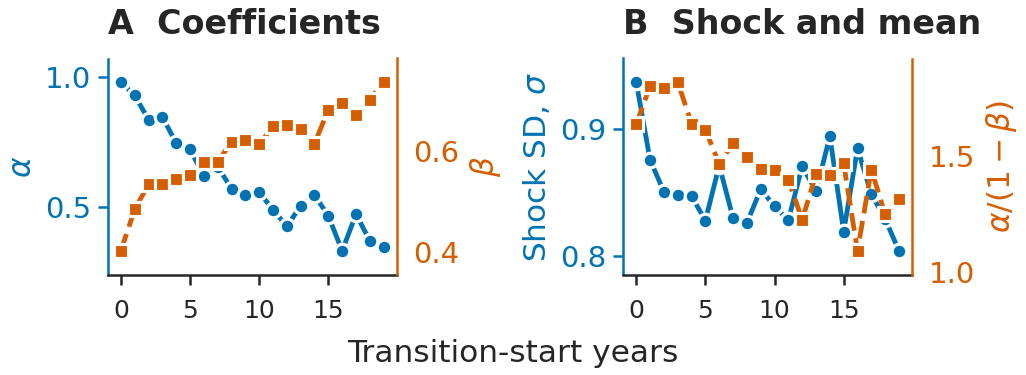 A Coefficients
B Shock and mean
1.0
0.5
α
0.6
0.4
β
0 5 10 15
0.9
0.8
Shock SD, σ
1.5
1.0
α/(1 − β)
0 5 10 15
Transition-start years